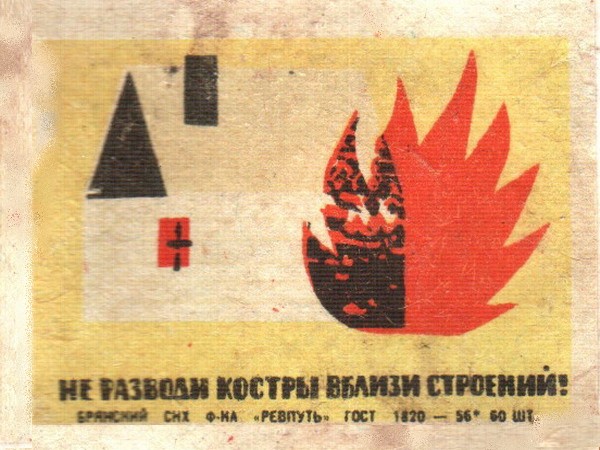 НЕ РАЗВОДИ КОСТРЫ ВБЛИЗИ СТРОЕНИЙ!
БРЯНСКИЙ СНХ Ф-КА «РЕВПУТЬ» ГОСТ 1820 — 56* 60 ШТ.